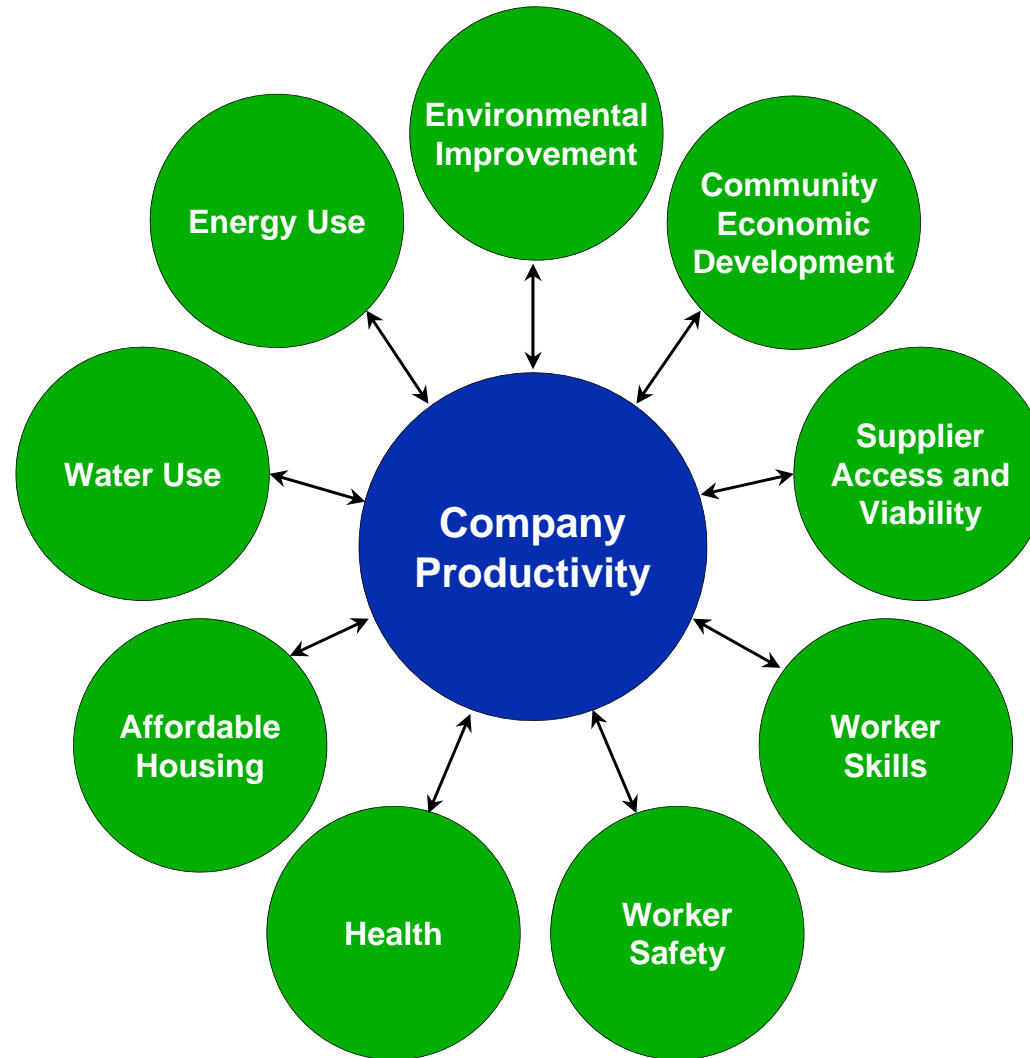 Environmental
Improvement
Community
Economic
Development
Energy Use
Supplier
Access and
Viability
Water Use
Company
Productivity
Affordable
Housing
Worker
Skills
Health
Worker
Safety